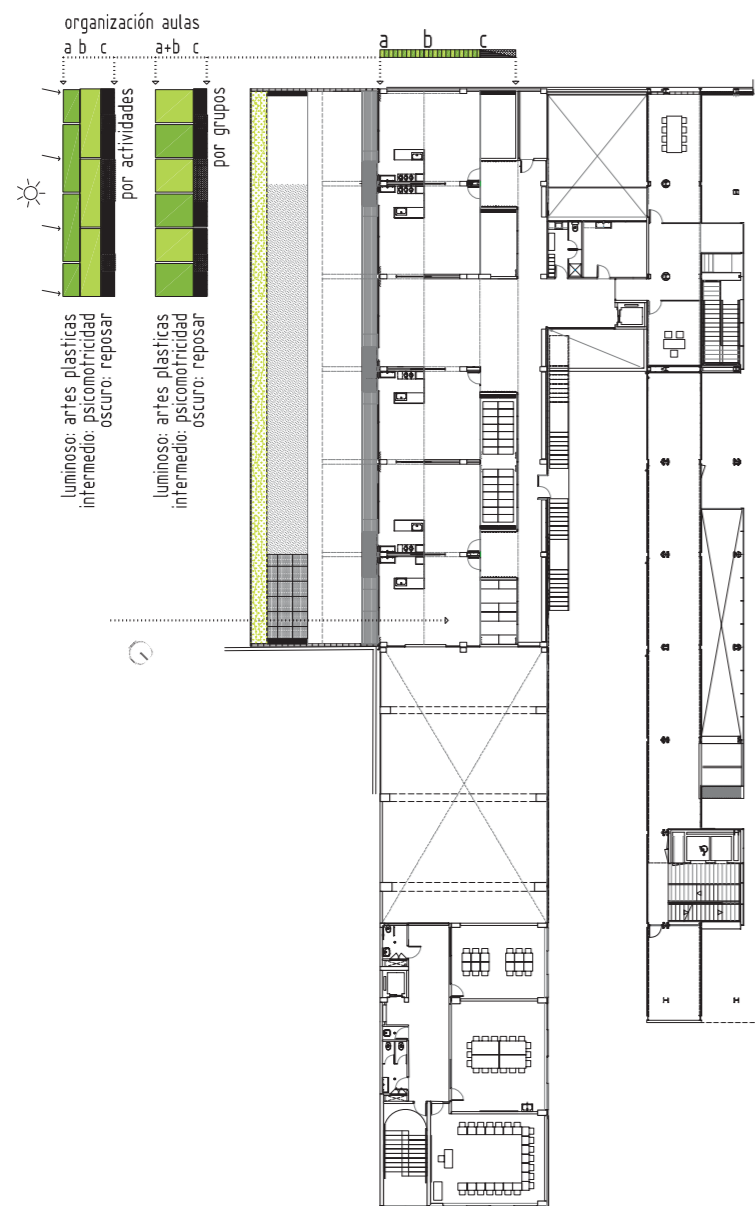 organización aulas
a b c
a+b c
a b c
por actividades
por grupos
luminoso: artes plasticas
intermedio: psicomotricidad
oscuro: reposar
luminoso: artes plasticas
intermedio: psicomotricidad
oscuro: reposar